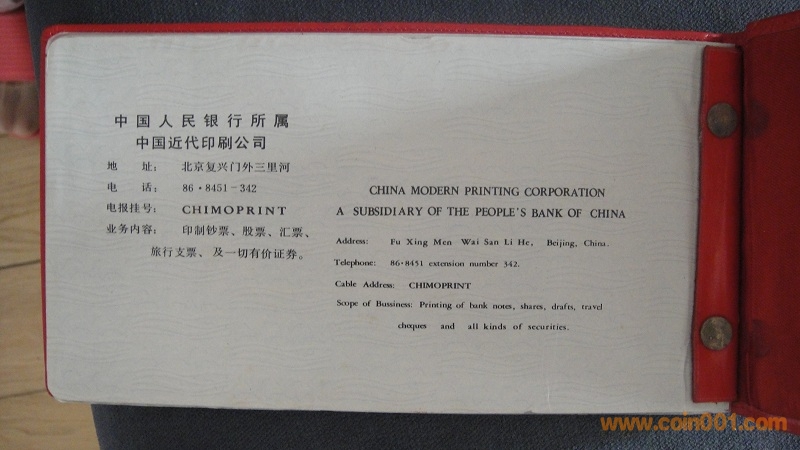 中国人民银行所属
中国近代印刷公司
地 址： 北京复兴门外三里河
电 话： 86·8451-342
电报挂号： CHIMOPRINT
业务内容： 印制钞票、股票、汇票、
旅行支票、及一切有价证券。
CHINA MODERN PRINTING CORPORATION
A SUBSIDIARY OF THE PEOPLE'S BANK OF CHINA
Address: Fu Xing Men Wai San Li He, Beijing, China.
Telephone: 86·8451 extension number 342.
Cable Address: CHIMOPRINT
Scope of Bussiness: Printing of bank notes, shares, drafts, travel
cheques and all kinds of securities.
www.coin001.com